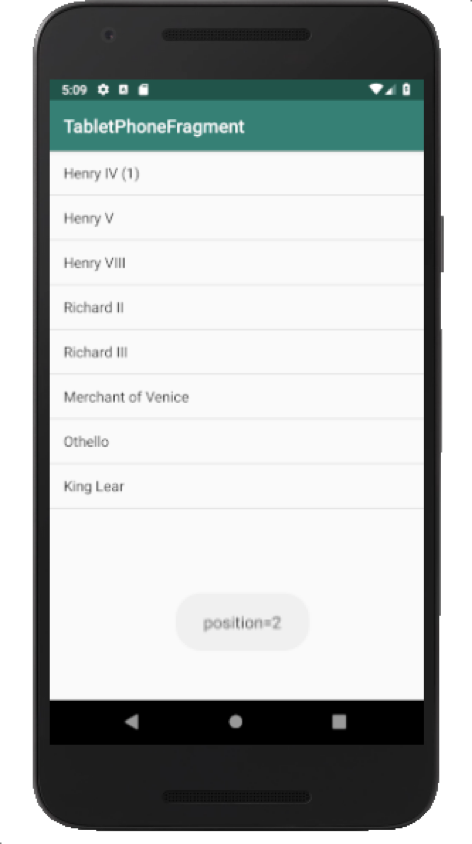 5:09
TabletPhoneFragment
Henry IV (1)
Henry V
Henry VIII
Richard II
Richard III
Merchant of Venice
Othello
King Lear
position=2